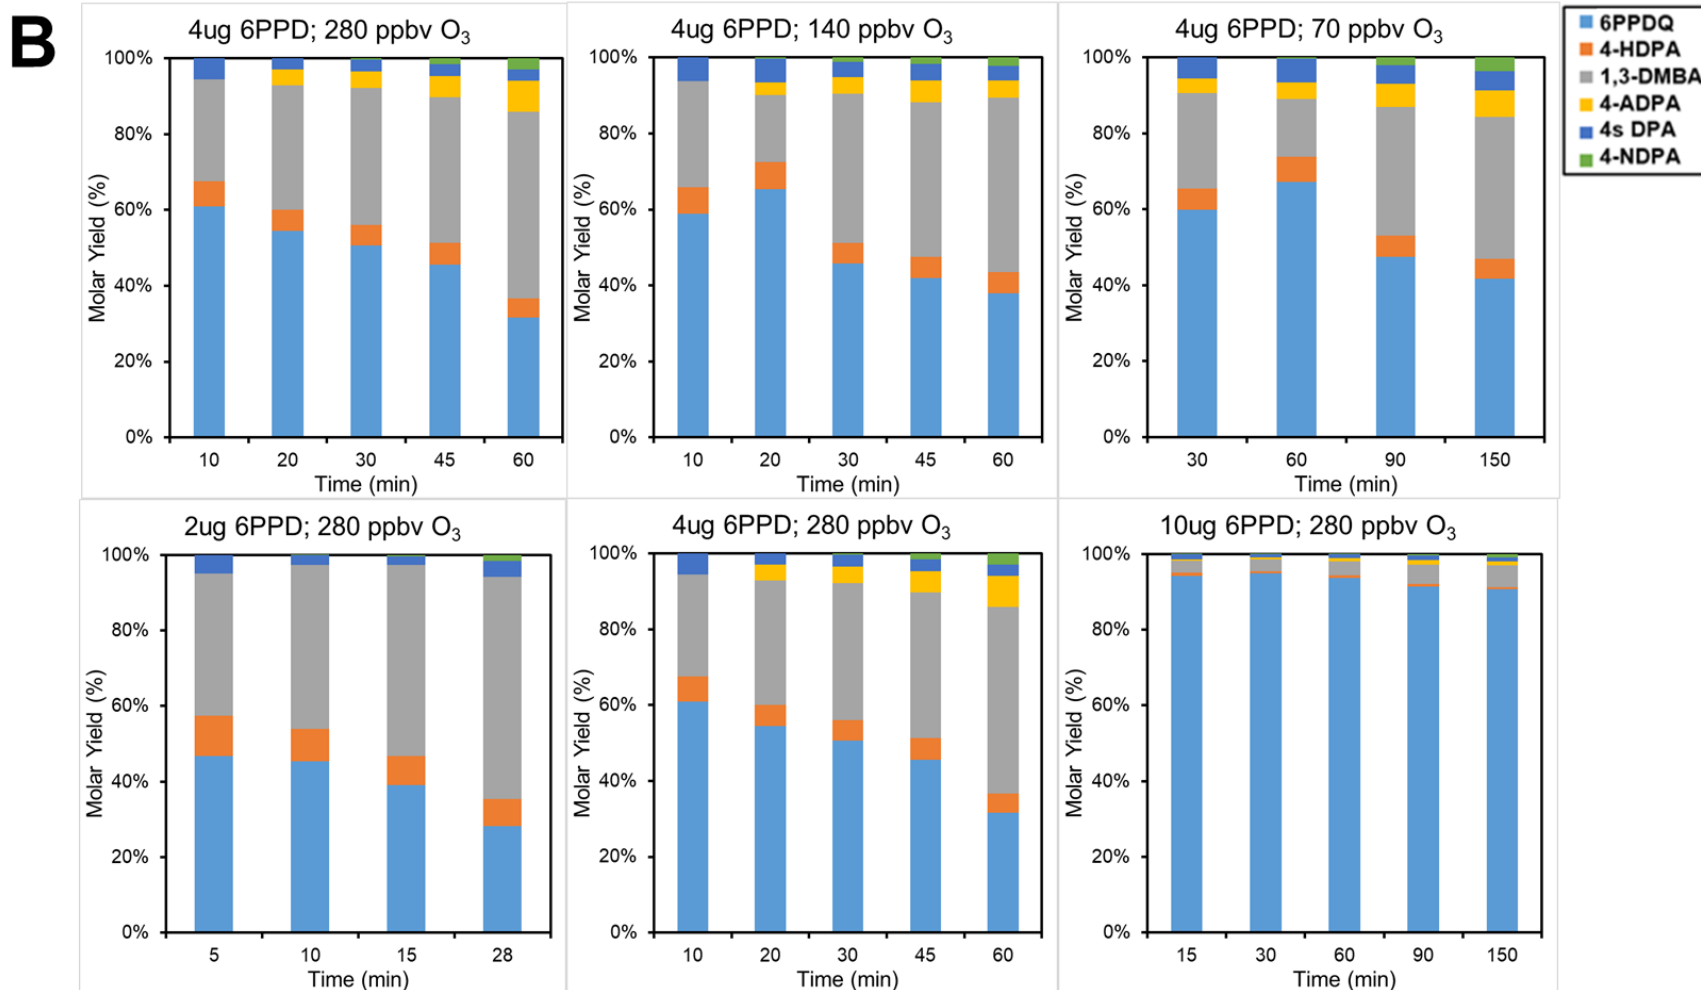 B
4ug 6PPD; 280 ppbv O₃
100%
80%
60%
40%
20%
0%
Molar Yield (%)
10 20 30 45 60
Time (min)
4ug 6PPD; 140 ppbv O₃
100%
80%
60%
40%
20%
0%
Molar Yield (%)
10 20 30 45 60
Time (min)
4ug 6PPD; 70 ppbv O₃
100%
80%
60%
40%
20%
0%
Molar Yield (%)
30 60 90 150
Time (min)
6PPDQ
4-HDPA
1,3-DMBA
4-ADPA
4s DPA
4-NDPA
2ug 6PPD; 280 ppbv O₃
100%
80%
60%
40%
20%
0%
Molar Yield (%)
5 10 15 28
Time (min)
4ug 6PPD; 280 ppbv O₃
100%
80%
60%
40%
20%
0%
Molar Yield (%)
10 20 30 45 60
Time (min)
10ug 6PPD; 280 ppbv O₃
100%
80%
60%
40%
20%
0%
Molar Yield (%)
15 30 60 90 150
Time (min)